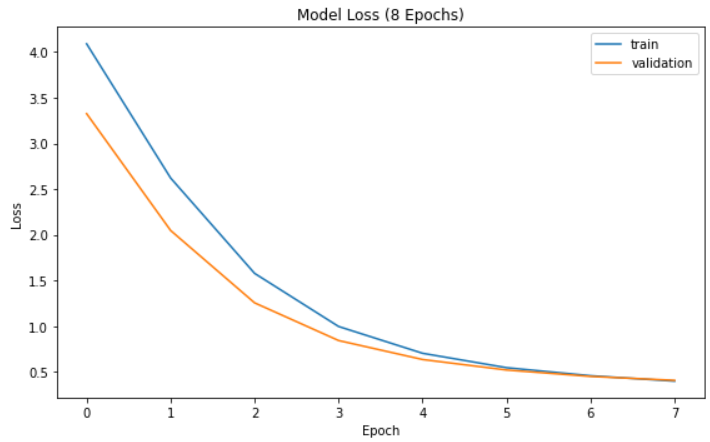 Model Loss (8 Epochs)
train
validation
4.0
3.5
3.0
2.5
2.0
1.5
1.0
0.5
Loss
0 1 2 3 4 5 6 7
Epoch